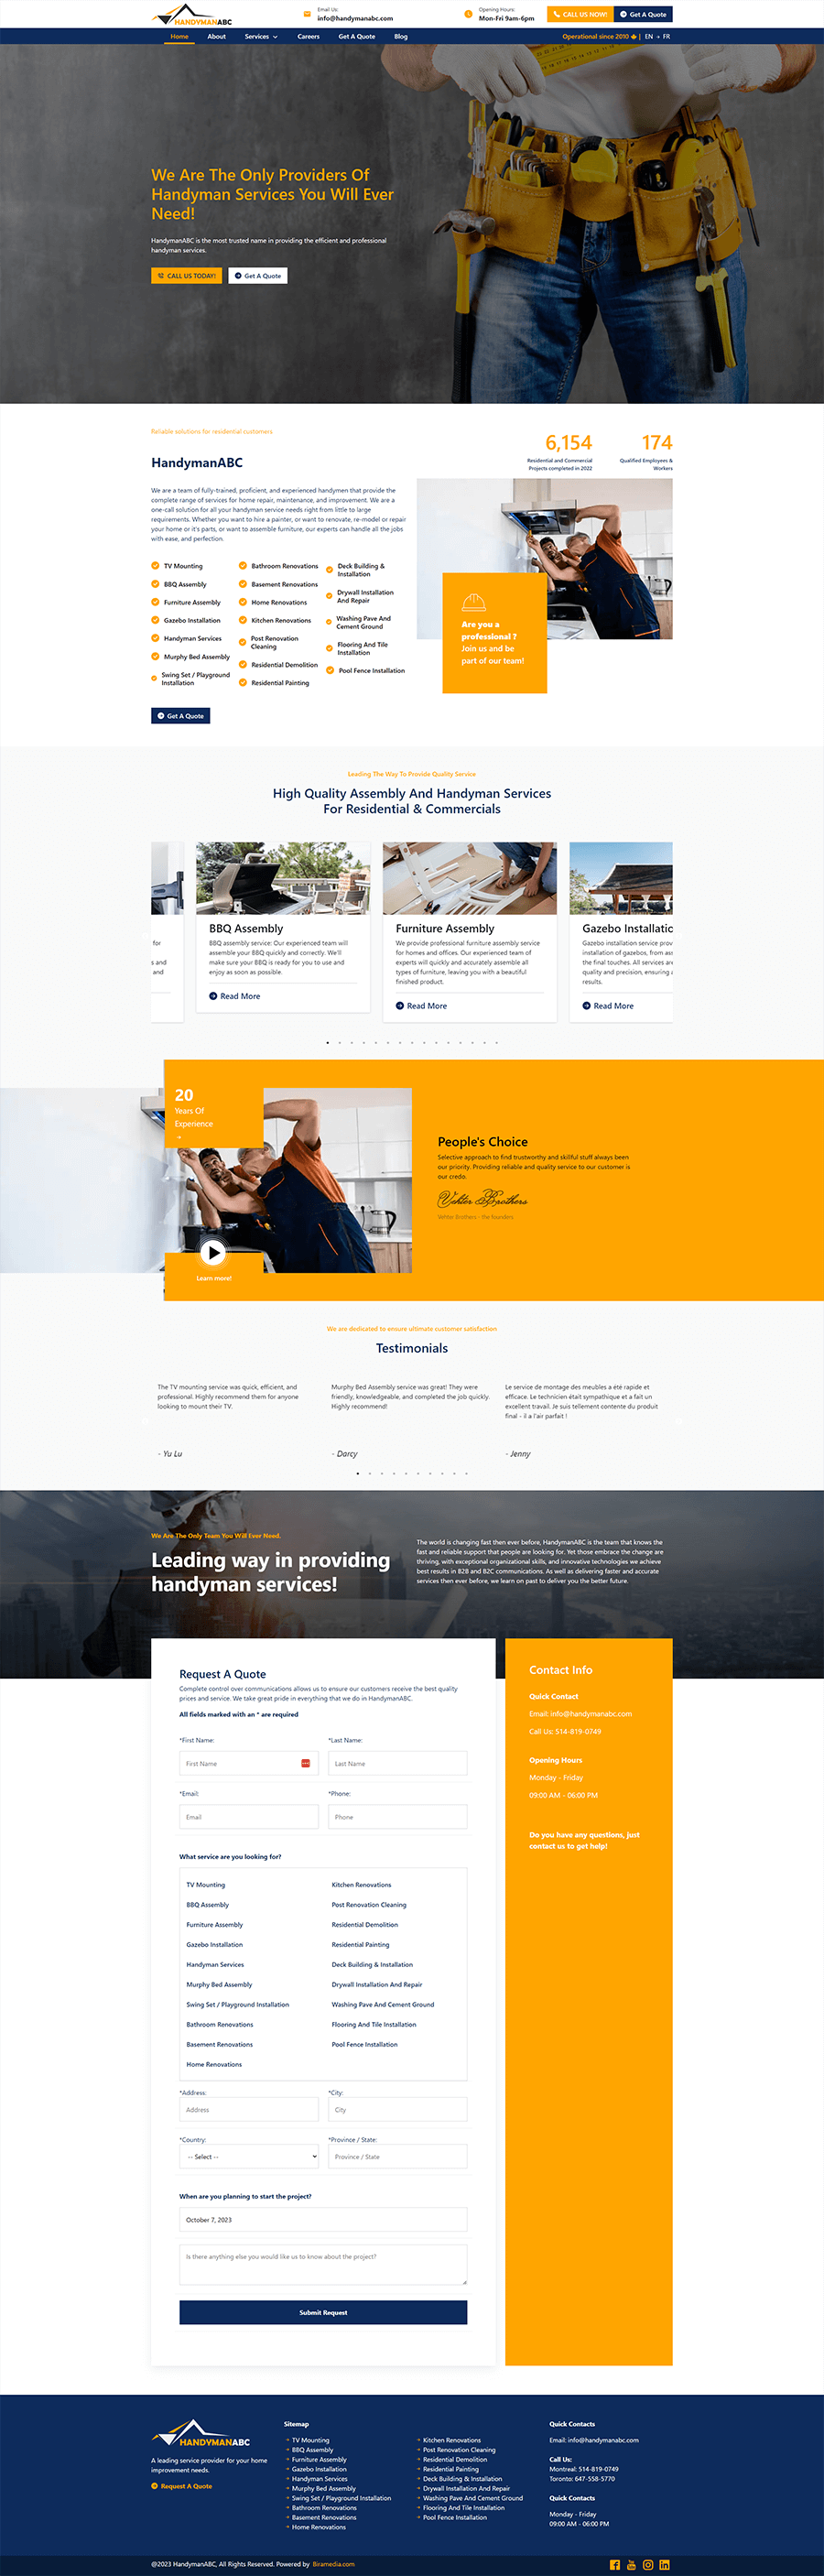 HANDYMANABC
Email Us:
info@handymanabc.com
Opening Hours:
Mon-Fri 9am-6pm
CALL US NOW!
Get A Quote
Home About Services Careers Get A Quote Blog
Operational since 2010 | EN FR
We Are The Only Providers Of
Handyman Services You Will Ever
Need!
HandymanABC is the most trusted name in providing the efficient and professional
handyman services.
CALL US TODAY!
Get A Quote
Reliable solutions for residential customers
HandymanABC
We are a team of fully-trained, proficient, and experienced handymen that provide the
complete range of services for home repair, maintenance, and improvement. We are a
one-call solution for all your handyman service needs right from little to large
requirements. Whether you want to hire a painter, or want to renovate, re-model or repair
your home or it's parts, or want to assemble furniture, our experts can handle all the jobs
with ease, and perfection.
TV Mounting
BBQ Assembly
Furniture Assembly
Gazebo Installation
Handyman Services
Murphy Bed Assembly
Swing Set / Playground
Installation
Bathroom Renovations
Basement Renovations
Home Renovations
Kitchen Renovations
Post Renovation
Cleaning
Residential Demolition
Residential Painting
Deck Building &
Installation
Drywall Installation
And Repair
Washing Pave And
Cement Ground
Flooring And Tile
Installation
Pool Fence Installation
Get A Quote
6,154
Residential and Commercial
Projects completed in 2022
174
Qualified Employees &
Workers
Are you a
professional ?
Join us and be
part of our team!
Leading The Way To Provide Quality Service
High Quality Assembly And Handyman Services
For Residential & Commercials
for
s and
and
BBQ Assembly
BBQ assembly service: Our experienced team will
assemble your BBQ quickly and correctly. We'll
make sure your BBQ is ready for you to use and
enjoy as soon as possible.
Read More
Furniture Assembly
We provide professional furniture assembly service
for homes and offices. Our experienced team of
experts will quickly and accurately assemble all
types of furniture, leaving you with a beautiful
finished product.
Read More
Gazebo Installatic
Gazebo installation service prov
installation of gazebos, from ass
the final touches. All services are
quality and precision, ensuring a
results.
Read More
20
Years Of
Experience
Learn more!
People's Choice
Selective approach to find trustworthy and skillful stuff always been
our priority. Providing reliable and quality service to our customer is
our credo.
Vehter Brothers
Vehter Brothers - the founders
We are dedicated to ensure ultimate customer satisfaction
Testimonials
The TV mounting service was quick, efficient, and
professional. Highly recommend them for anyone
looking to mount their TV.
- Yu Lu
Murphy Bed Assembly service was great! They were
friendly, knowledgeable, and completed the job quickly.
Highly recommend!
- Darcy
Le service de montage des meubles a été rapide et
efficace. Le technicien était sympathique et a fait un
excellent travail. Je suis tellement contente du produit
final - il a l'air parfait !
- Jenny
We Are The Only Team You Will Ever Need.
Leading way in providing
handyman services!
The world is changing fast then ever before, HandymanABC is the team that knows the
fast and reliable support that people are looking for. Yet those embrace the change are
thriving, with exceptional organizational skills, and innovative technologies we achieve
best results in B2B and B2C communications. As well as delivering faster and accurate
services then ever before, we learn on past to deliver you the better future.
Request A Quote
Complete control over communications allows us to ensure our customers receive the best quality
prices and service. We take great pride in everything that we do in HandymanABC.
All fields marked with an * are required
*First Name: *Last Name:
First Name Last Name
*Email: *Phone:
Email Phone
What service are you looking for?
TV Mounting Kitchen Renovations
BBQ Assembly Post Renovation Cleaning
Furniture Assembly Residential Demolition
Gazebo Installation Residential Painting
Handyman Services Deck Building & Installation
Murphy Bed Assembly Drywall Installation And Repair
Swing Set / Playground Installation Washing Pave And Cement Ground
Bathroom Renovations Flooring And Tile Installation
Basement Renovations Pool Fence Installation
Home Renovations
*Address: *City:
Address City
*Country: *Province / State:
-- Select -- Province / State
When are you planning to start the project?
October 7, 2023
Is there anything else you would like us to know about the project?
Submit Request
Contact Info
Quick Contact
Email: info@handymanabc.com
Call Us: 514-819-0749
Opening Hours
Monday - Friday
09:00 AM - 06:00 PM
Do you have any questions, just
contact us to get help!
HANDYMANABC
A leading service provider for your home
improvement needs.
Request A Quote
Sitemap
TV Mounting
BBQ Assembly
Furniture Assembly
Gazebo Installation
Handyman Services
Murphy Bed Assembly
Swing Set / Playground Installation
Bathroom Renovations
Basement Renovations
Home Renovations
Kitchen Renovations
Post Renovation Cleaning
Residential Demolition
Residential Painting
Deck Building & Installation
Drywall Installation And Repair
Washing Pave And Cement Ground
Flooring And Tile Installation
Pool Fence Installation
Quick Contacts
Email: info@handymanabc.com
Call Us:
Montreal: 514-819-0749
Toronto: 647-558-5770
Quick Contacts
Monday - Friday
09:00 AM - 06:00 PM
@2023 HandymanABC, All Rights Reserved. Powered by Biramedia.com